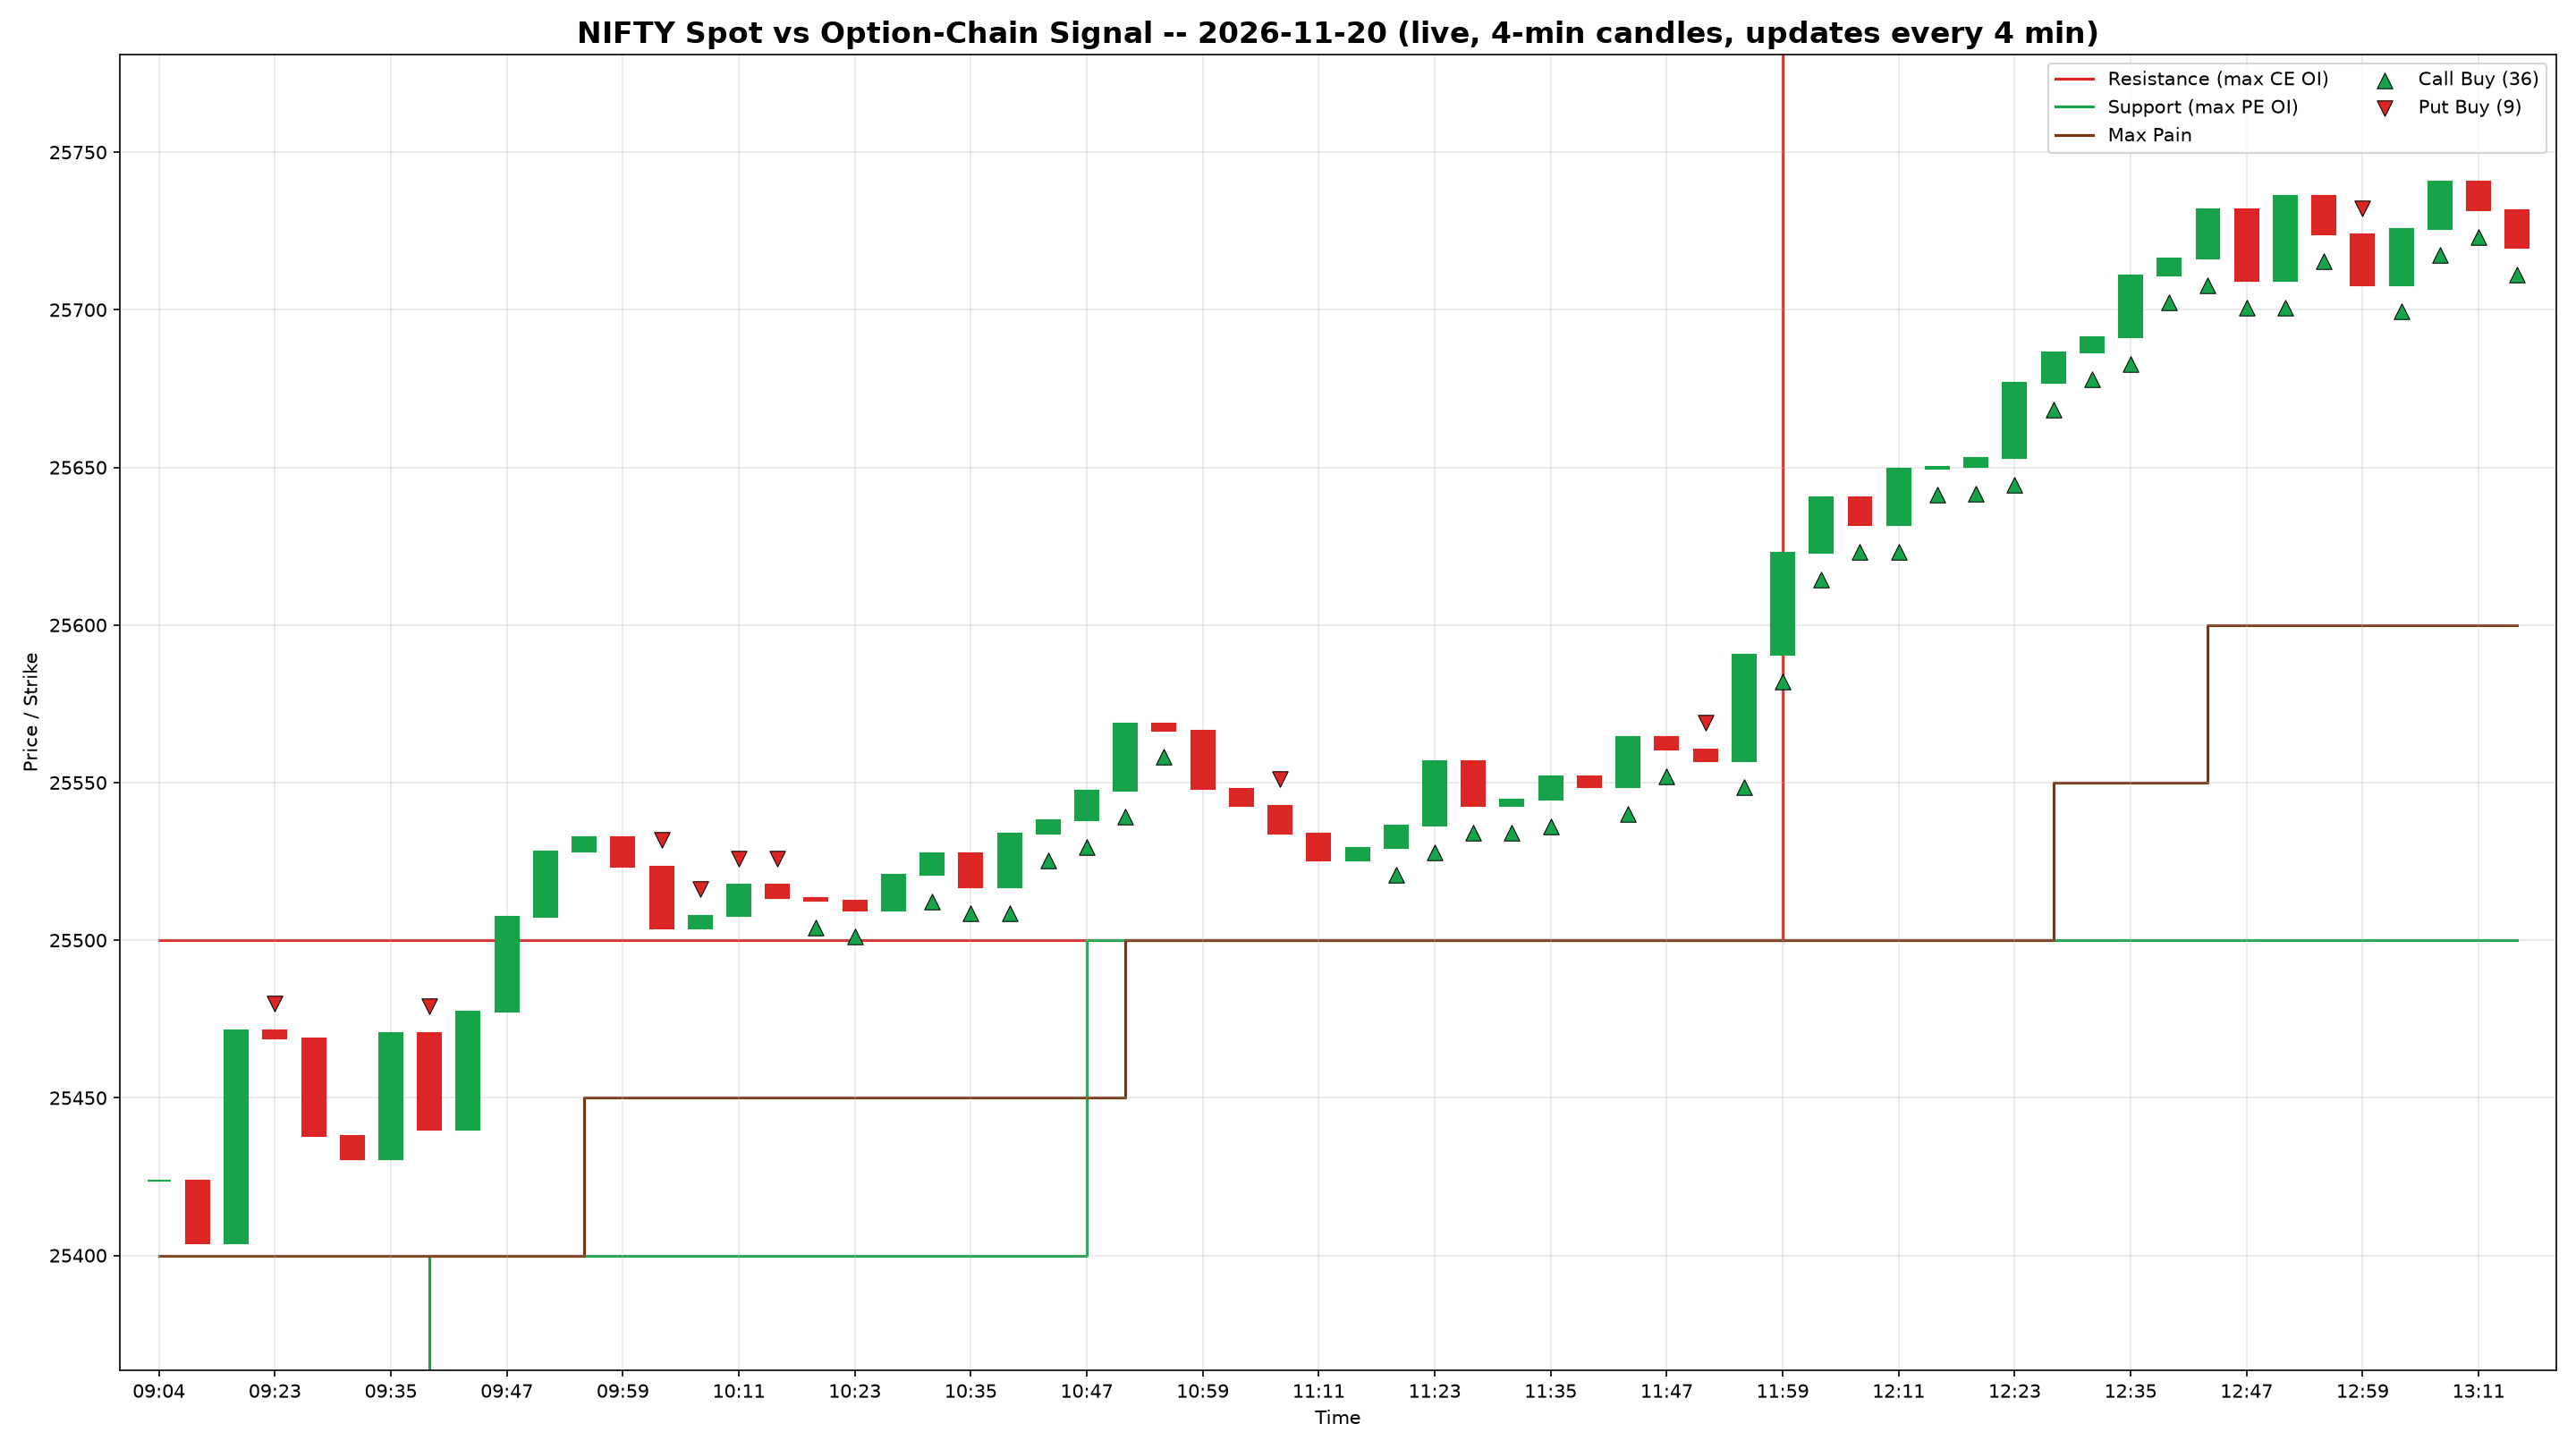 NIFTY Spot vs Option-Chain Signal -- 2026-11-20 (live, 4-min candles, updates every 4 min)
Resistance (max CE OI)
Support (max PE OI)
Max Pain
Call Buy (36)
Put Buy (9)
Price / Strike
25750
25700
25650
25600
25550
25500
25450
25400
09:04 09:23 09:35 09:47 09:59 10:11 10:23 10:35 10:47 10:59 11:11 11:23 11:35 11:47 11:59 12:11 12:23 12:35 12:47 12:59 13:11
Time